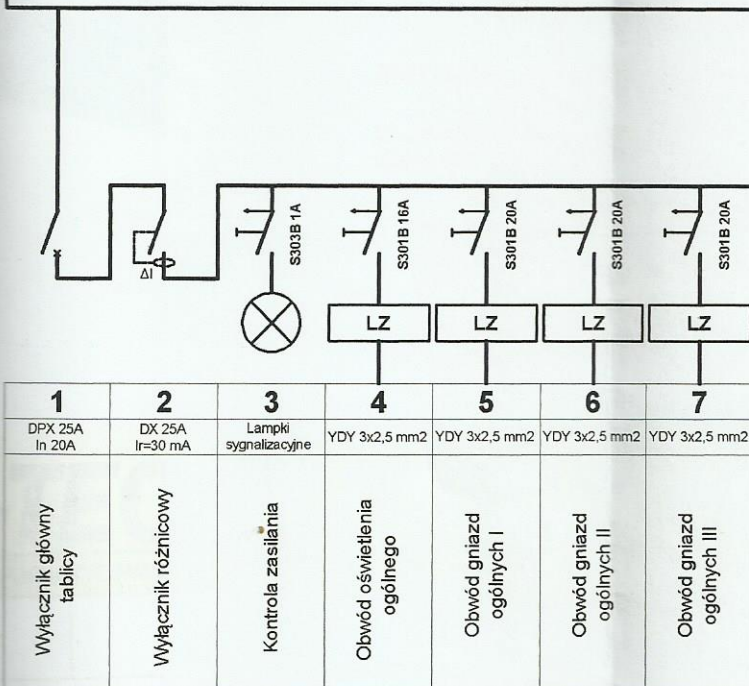 S303B 1A
S301B 16A
S301B 20A
S301B 20A
S301B 20A
ΔI
LZ
LZ
LZ
LZ
1
2
3
4
5
6
7
DPX 25A
In 20A
DX 25A
Ir=30 mA
Lampki
sygnalizacyjne
YDY 3x2,5 mm2
YDY 3x2,5 mm2
YDY 3x2,5 mm2
YDY 3x2,5 mm2
Wyłącznik główny
tablicy
Wyłącznik różnicowy
Kontrola zasilania
Obwód oświetlenia
ogólnego
Obwód gniazd
ogólnych I
Obwód gniazd
ogólnych II
Obwód gniazd
ogólnych III